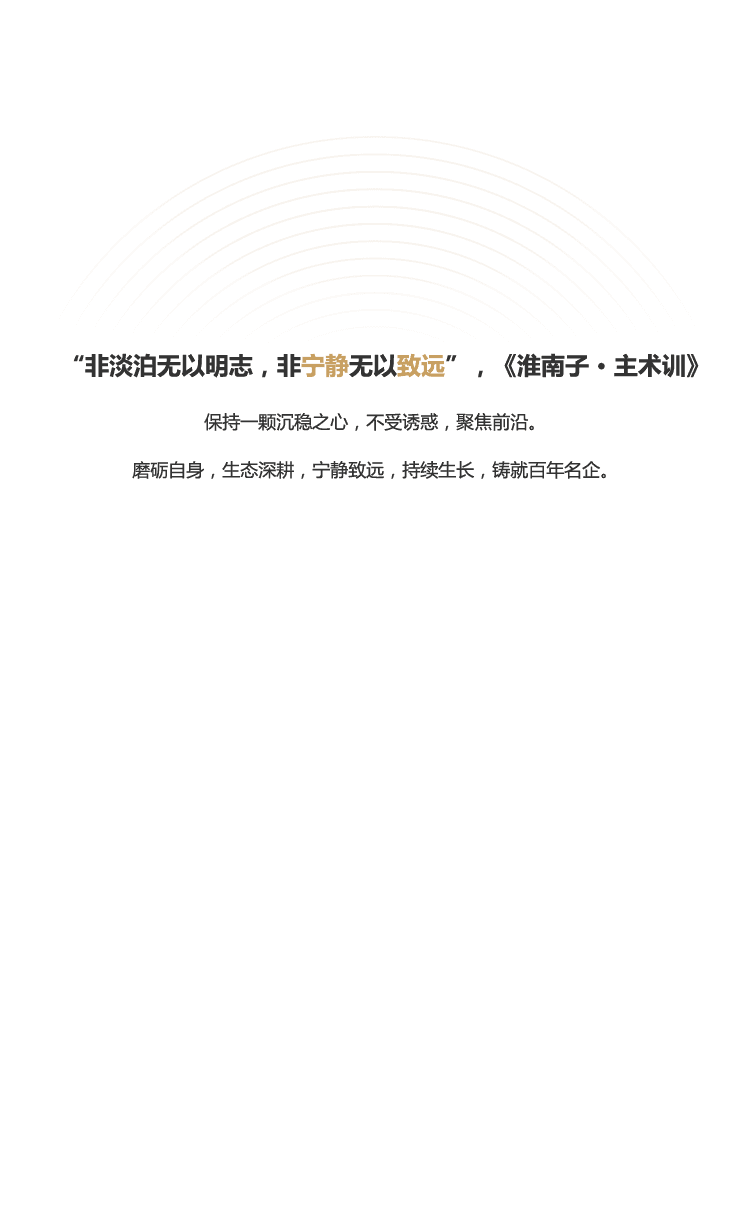 “非淡泊无以明志，非宁静无以致远”，《淮南子·主术训》
保持一颗沉稳之心，不受诱惑，聚焦前沿。
磨砺自身，生态深耕，宁静致远，持续生长，铸就百年名企。